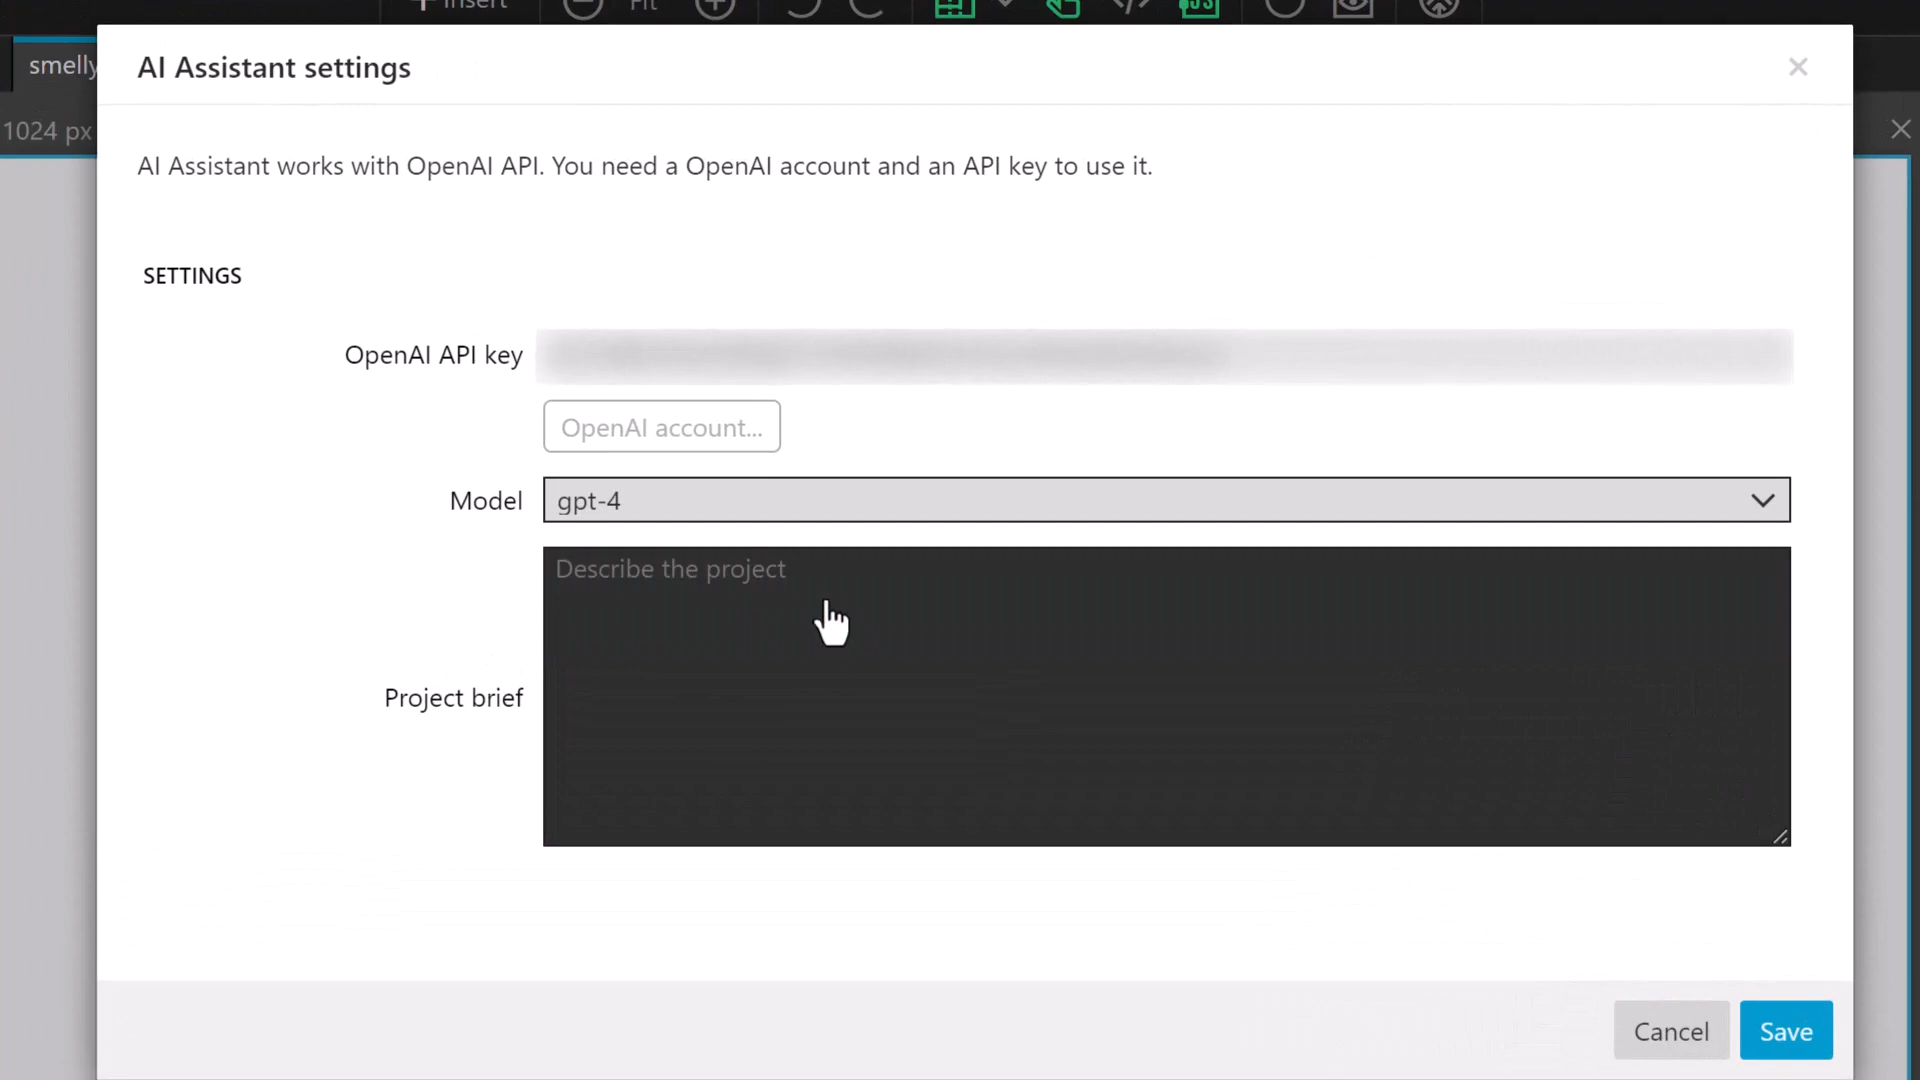 Insert
Fit
smelly
AI Assistant settings
1024 px
AI Assistant works with OpenAI API. You need a OpenAI account and an API key to use it.
SETTINGS
OpenAI API key
OpenAI account...
Model
gpt-4
Describe the project
Project brief
Cancel
Save